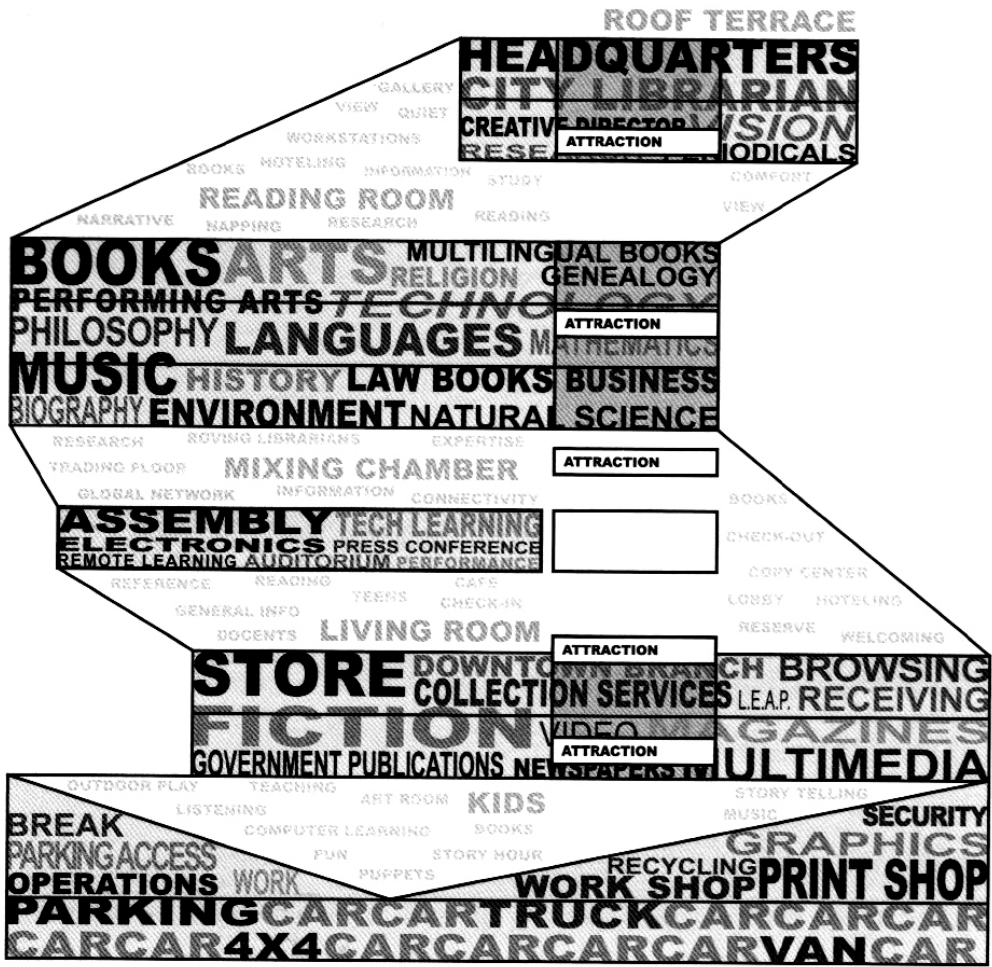 ROOF TERRACE
HEADQUARTERS
CITY LIBRARIAN
GALLERY
VIEW QUIET
CREATIVE DIRECTOR VISION
WORKSTATIONS
ATTRACTION
PERIODICALS
BOOKS HOTELING INFORMATION STUDY COMFORT
READING ROOM
NARRATIVE NAPPING RESEARCH READING VIEW
BOOKS ARTS MULTILINGUAL BOOKS
RELIGION GENEALOGY
PERFORMING ARTS TECHNOLOGY
PHILOSOPHY LANGUAGES MATHEMATICS
ATTRACTION
MUSIC HISTORY LAW BOOKS BUSINESS
BIOGRAPHY ENVIRONMENT NATURAL SCIENCE
RESEARCH ROVING LIBRARIANS EXPERTISE
TRADING FLOOR MIXING CHAMBER ATTRACTION
GLOBAL NETWORK INFORMATION CONNECTIVITY BOOKS
ASSEMBLY TECH LEARNING
ELECTRONICS PRESS CONFERENCE CHECK-OUT
REMOTE LEARNING AUDITORIUM PERFORMANCE
REFERENCE READING CAFE COPY CENTER
TEENS CHECK-IN LOBBY HOTELING
GENERAL INFO
DOCENTS LIVING ROOM RESERVE WELCOMING
ATTRACTION
STORE DOWNTOWN BRANCH BROWSING
COLLECTION SERVICES L.E.A.P. RECEIVING
FICTION VIDEO MAGAZINES
ATTRACTION
GOVERNMENT PUBLICATIONS NEWSPAPERS MULTIMEDIA
OUTDOOR PLAY TEACHING STORY TELLING
LISTENING ART ROOM KIDS MUSIC SECURITY
BREAK COMPUTER LEARNING BOOKS GRAPHICS
PARKING ACCESS FUN STORY HOUR RECYCLING
OPERATIONS WORK PUPPETS WORK SHOP PRINT SHOP
PARKING CAR CAR TRUCK CAR CAR CAR CAR
CAR CAR 4X4 CAR CAR CAR CAR CAR VAN CAR